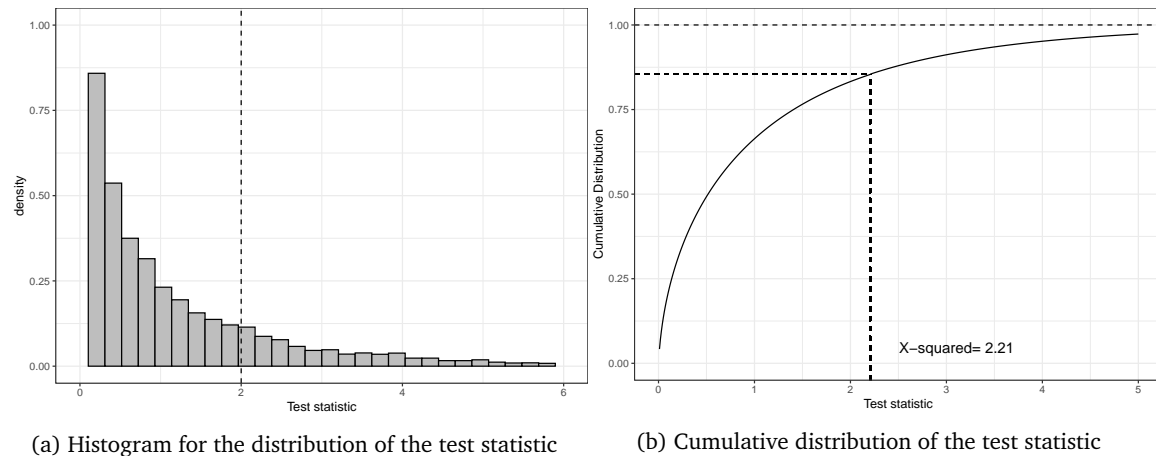 1.00
0.75
0.50
0.25
0.00
density
0 2 4 6
Test statistic
(a) Histogram for the distribution of the test statistic
1.00
0.75
0.50
0.25
0.00
Cumulative Distribution
X−squared= 2.21
0 1 2 3 4 5
Test statistic
(b) Cumulative distribution of the test statistic